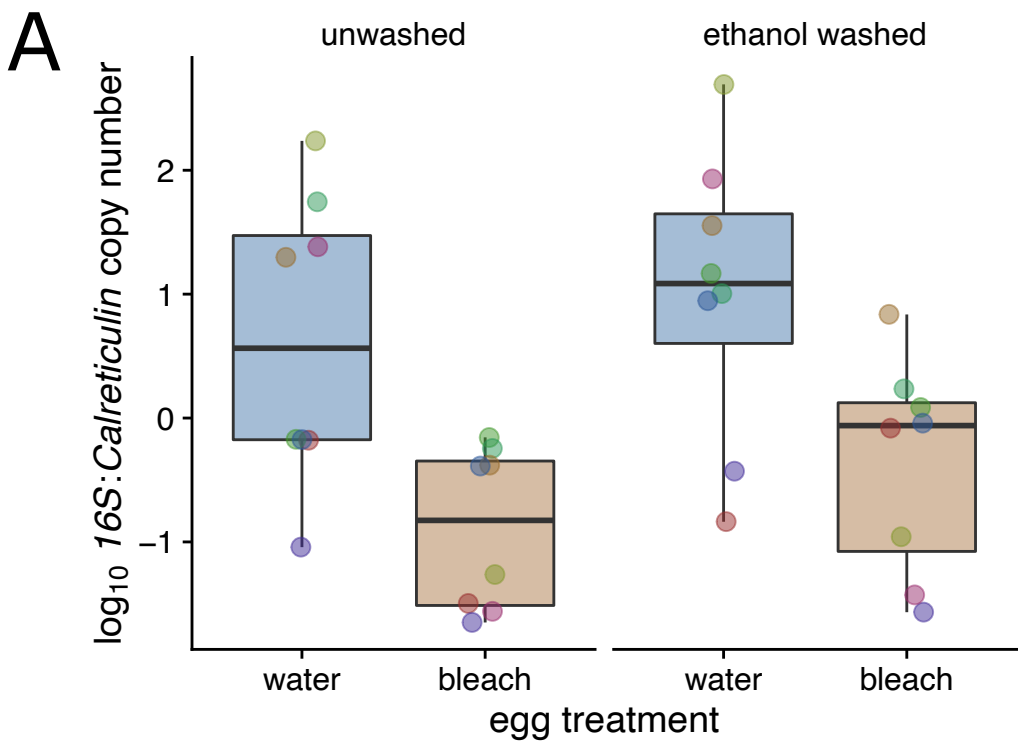 A
unwashed
ethanol washed
log₁₀ 16S:Calreticulin copy number
2
1
0
−1
water
bleach
water
bleach
egg treatment